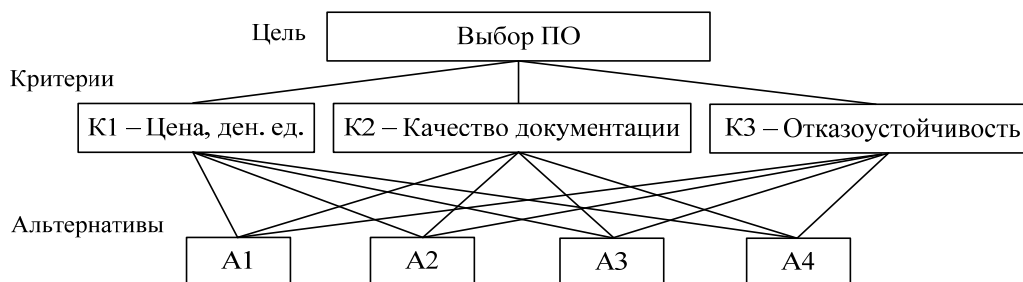 Цель
Выбор ПО
Критерии
К1 – Цена, ден. ед.
К2 – Качество документации
К3 – Отказоустойчивость
Альтернативы
А1
А2
А3
А4